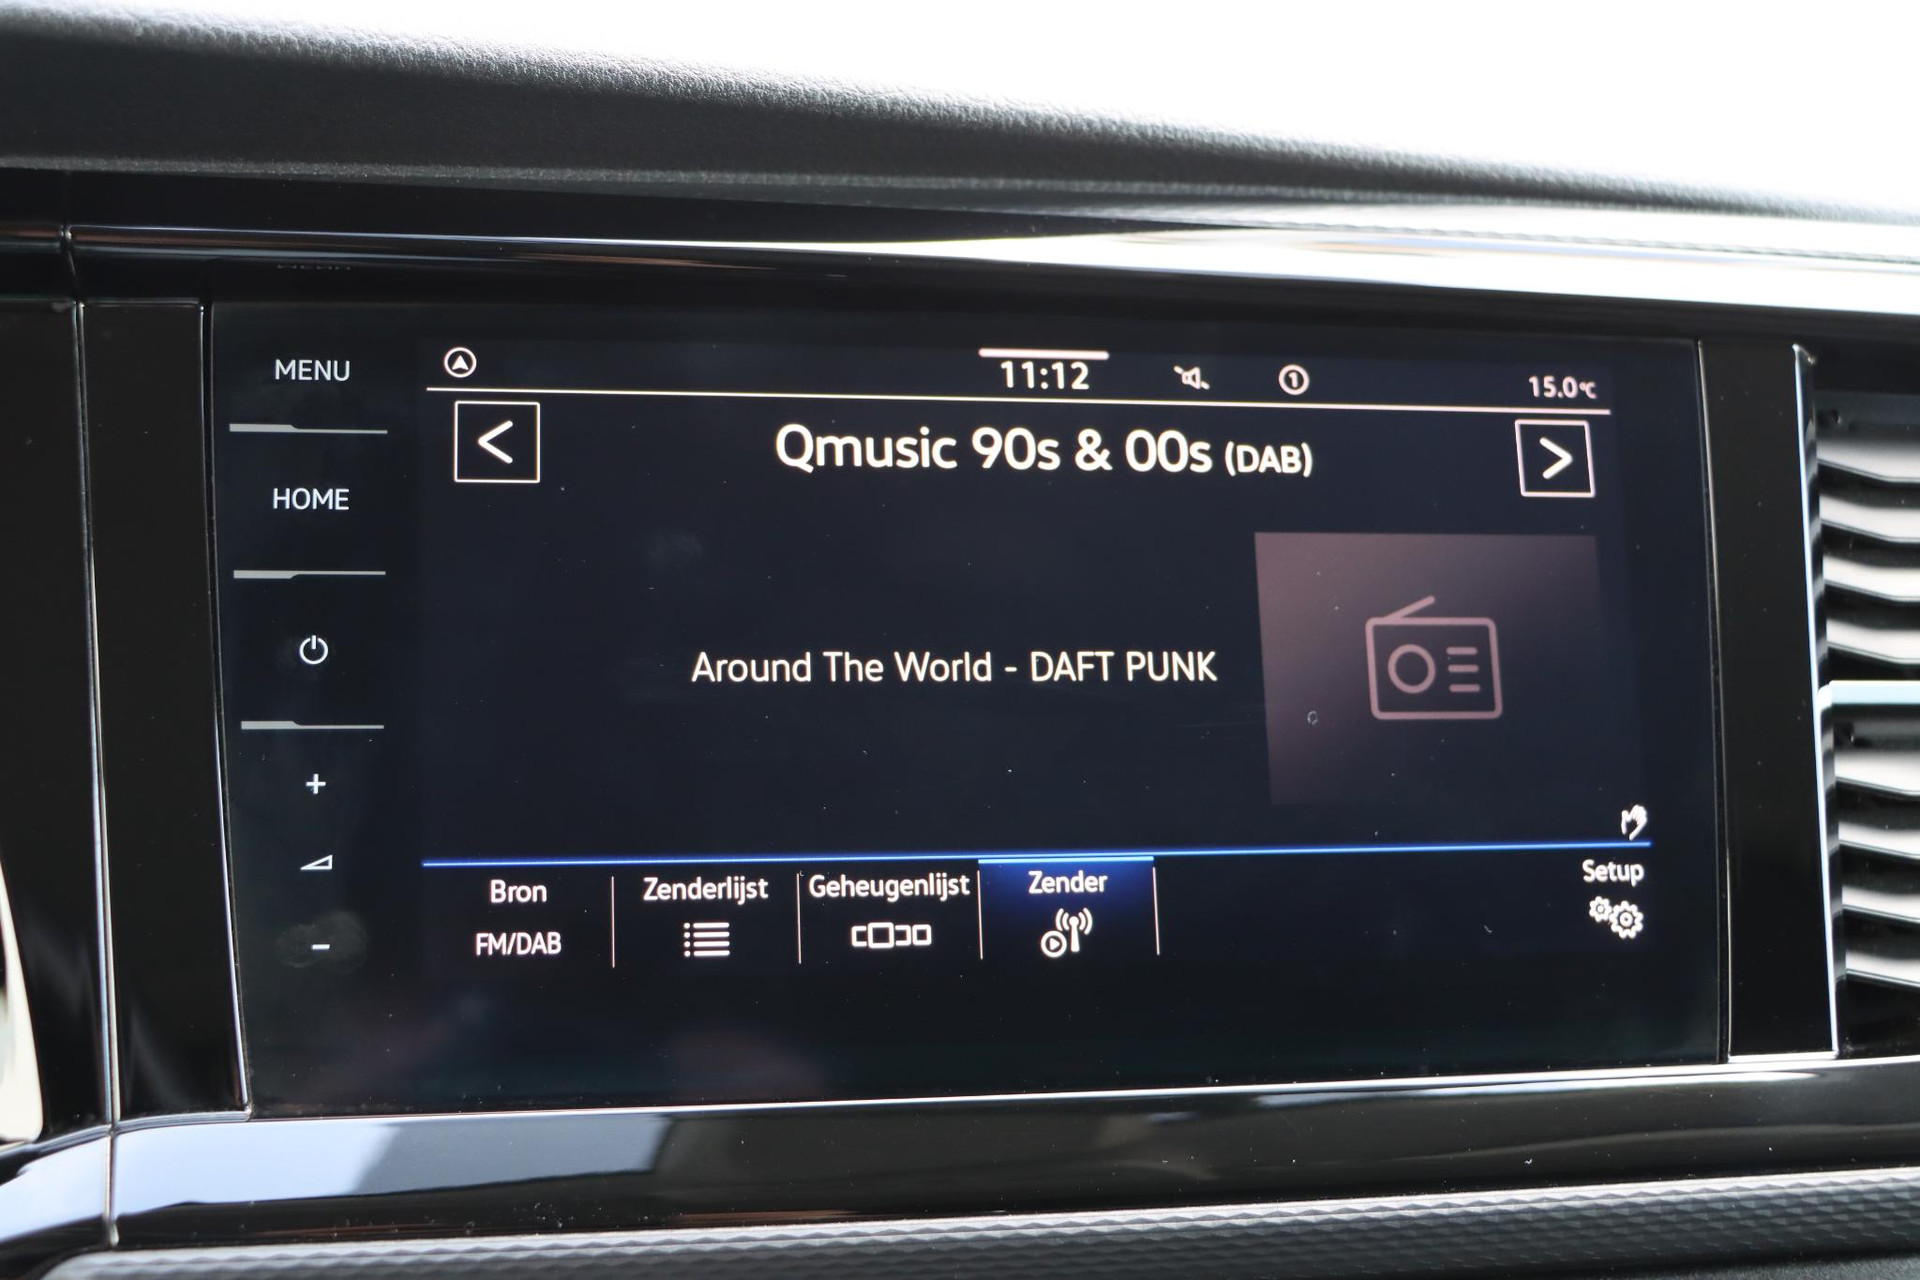 MENU
HOME
11:12
1
15.0°C
Qmusic 90s & 00s (DAB)
Around The World - DAFT PUNK
Bron
FM/DAB
Zenderlijst
Geheugenlijst
Zender
Setup